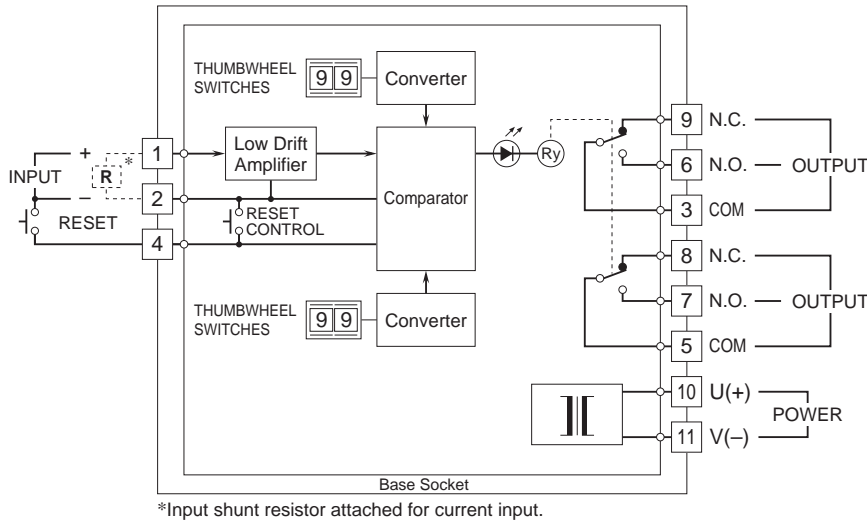 THUMBWHEEL
SWITCHES
9 9
Converter
9 N.C.
1
+
*
R
INPUT
Low Drift
Amplifier
Ry
6 N.O.
OUTPUT
–
2
Comparator
3 COM
RESET
RESET
CONTROL
4
8 N.C.
THUMBWHEEL
SWITCHES
9 9
Converter
7 N.O.
OUTPUT
5 COM
10 U(+)
POWER
11 V(–)
Base Socket
*Input shunt resistor attached for current input.